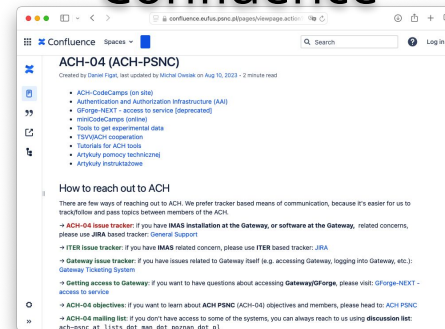 Confluence
confluence.eufus.psnc.pl/pages/viewpage.action
Confluence Spaces Search Log in
ACH-04 (ACH-PSNC)
Created by Daniel Figat, last updated by Michal Owsiak on Aug 10, 2023 • 2 minute read
• ACH-CodeCamps (on site)
• Authentication and Authorization Infrastructure (AAI)
• GForge-NEXT - access to service [deprecated]
• miniCodeCamps (online)
• Tools to get experimental data
• TSVV/ACH cooperation
• Tutorials for ACH tools
• Artykuły pomocy technicznej
• Artykuły instruktażowe
How to reach out to ACH
There are few ways of reaching out to ACH. We prefer tracker based means of communication, because it's easier for us to
track/follow and pass topics between members of the ACH.
→ ACH-04 issue tracker: if you have IMAS installation at the Gateway, or software at the Gateway, related concerns,
please use JIRA based tracker: General Support
→ ITER issue tracker: if you have IMAS related concern, please use ITER based tracker: JIRA
→ Gateway issue tracker: if you have issues related to Gateway itself (e.g. accessing Gateway, logging into Gateway, etc.):
Gateway Ticketing System
→ Getting access to Gateway: if you want to have questions about accessing Gateway/GForge, please visit: GForge-NEXT -
access to service
→ ACH-04 objectives: if you want to learn about ACH PSNC (ACH-04) objectives and members, please head to: ACH PSNC
→ ACH-04 mailing list: if you don't have access to some of the systems, you can always reach to us using discussion list:
ach-psnc at lists dot man dot poznan dot pl